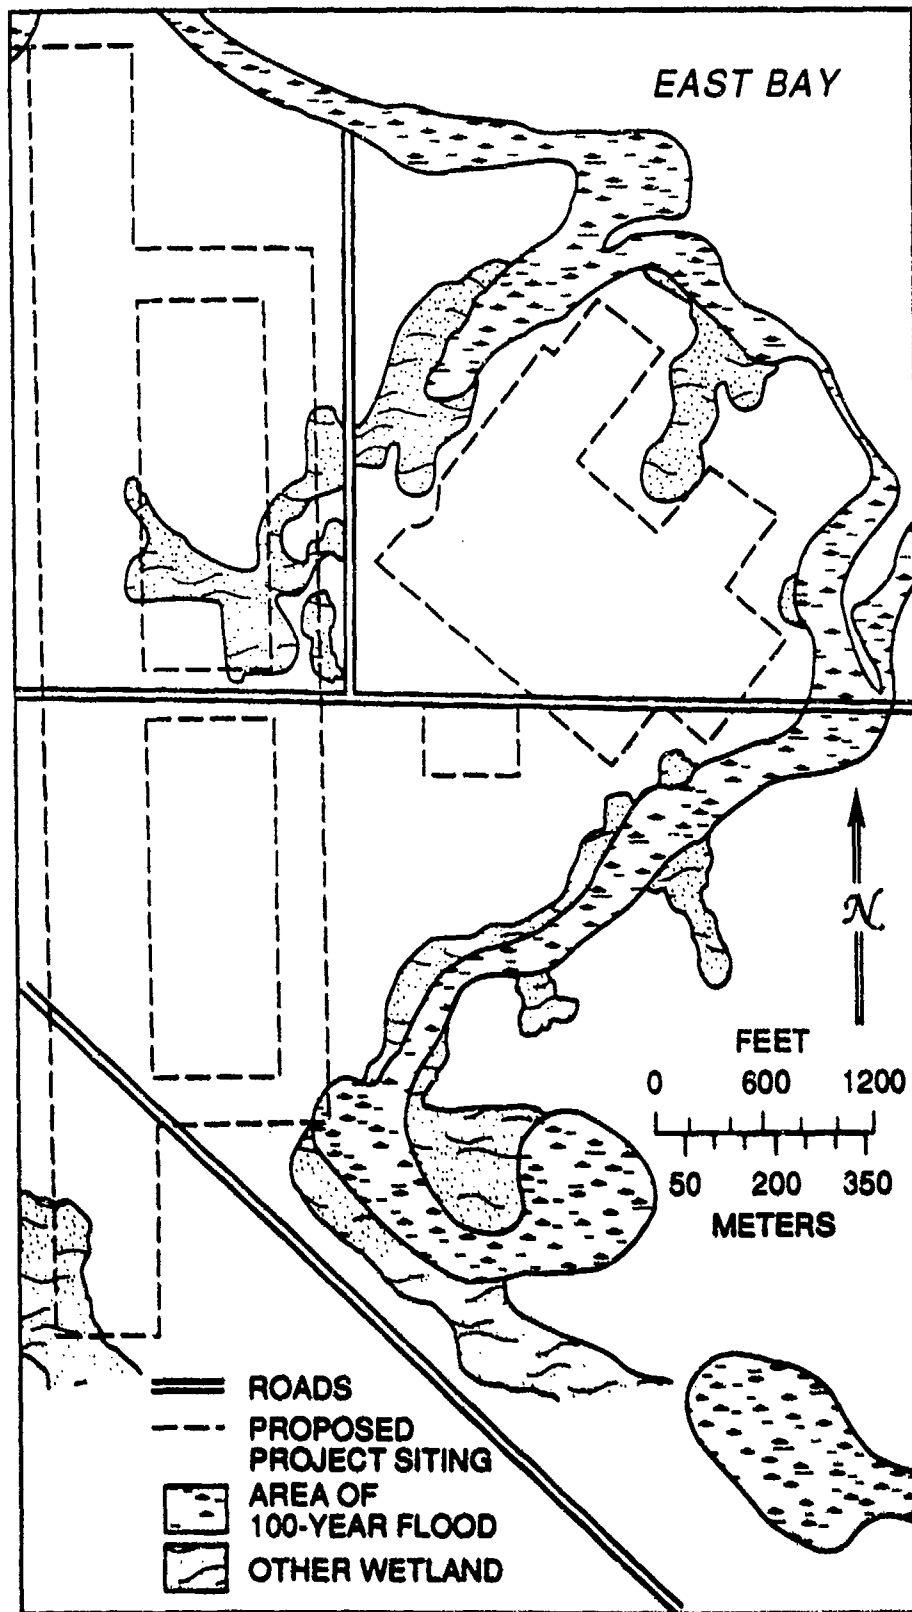 EAST BAY
N
FEET
0 600 1200
50 200 350
METERS
ROADS
PROPOSED
PROJECT SITING
AREA OF
100-YEAR FLOOD
OTHER WETLAND